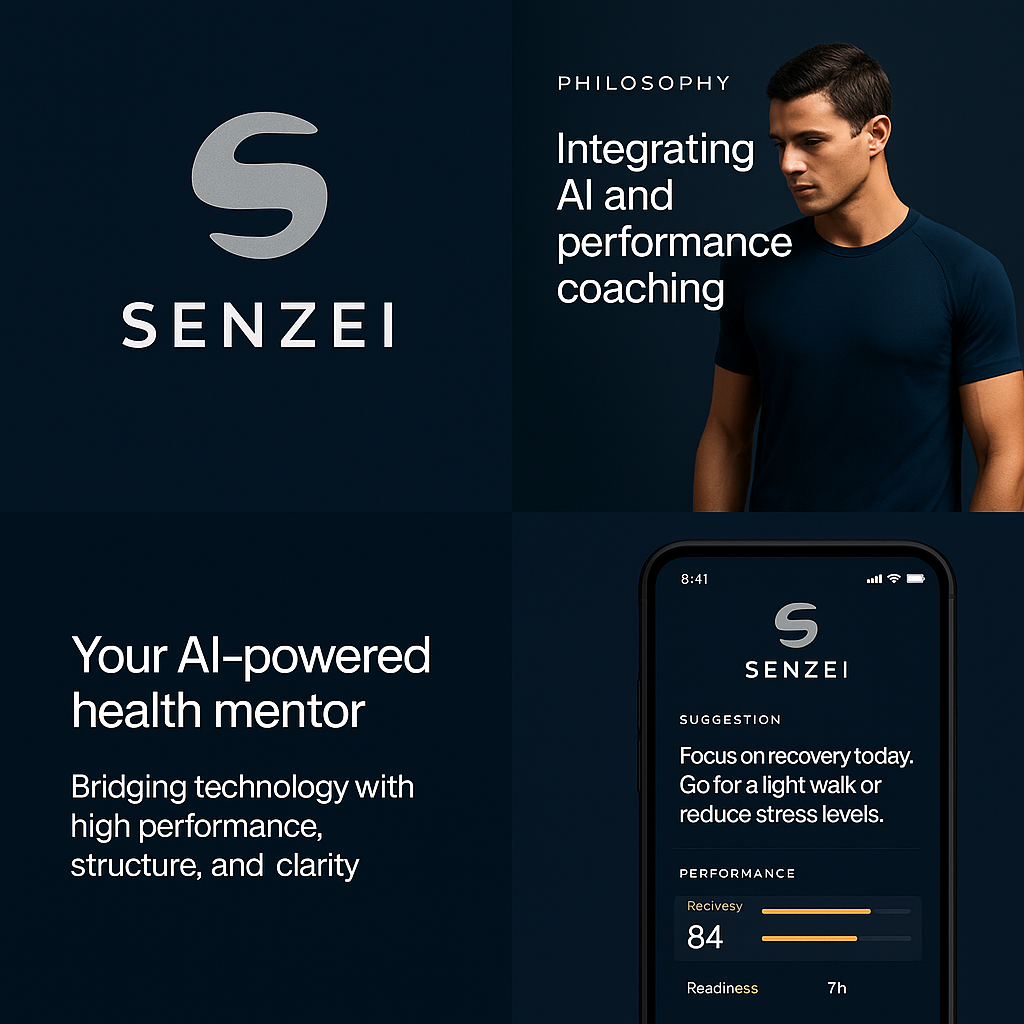 SENZEI
PHILOSOPHY
Integrating
AI and
performance
coaching
Your AI-powered
health mentor
Bridging technology with
high performance,
structure, and clarity
8:41
SENZEI
SUGGESTION
Focus on recovery today.
Go for a light walk or
reduce stress levels.
PERFORMANCE
Recivesy
84
Readiness 7h